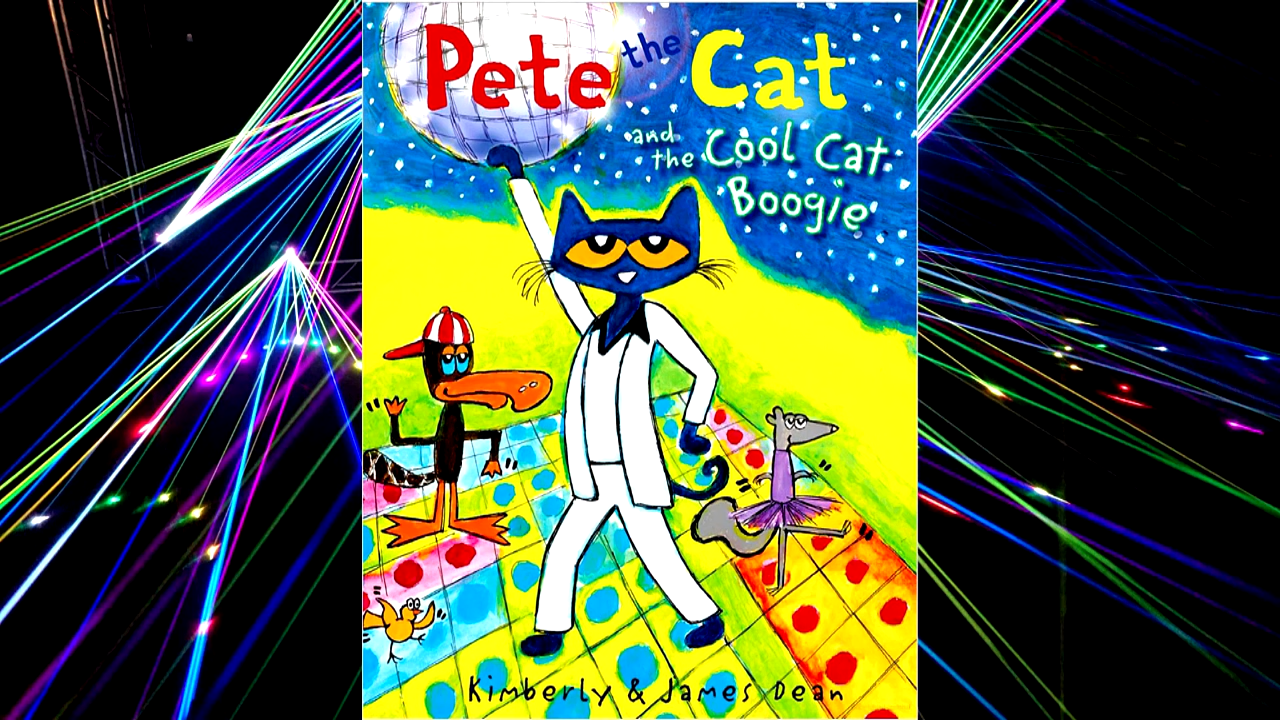 Pete the Cat
and
the Cool Cat
Boogie
Kimberly & James Dean